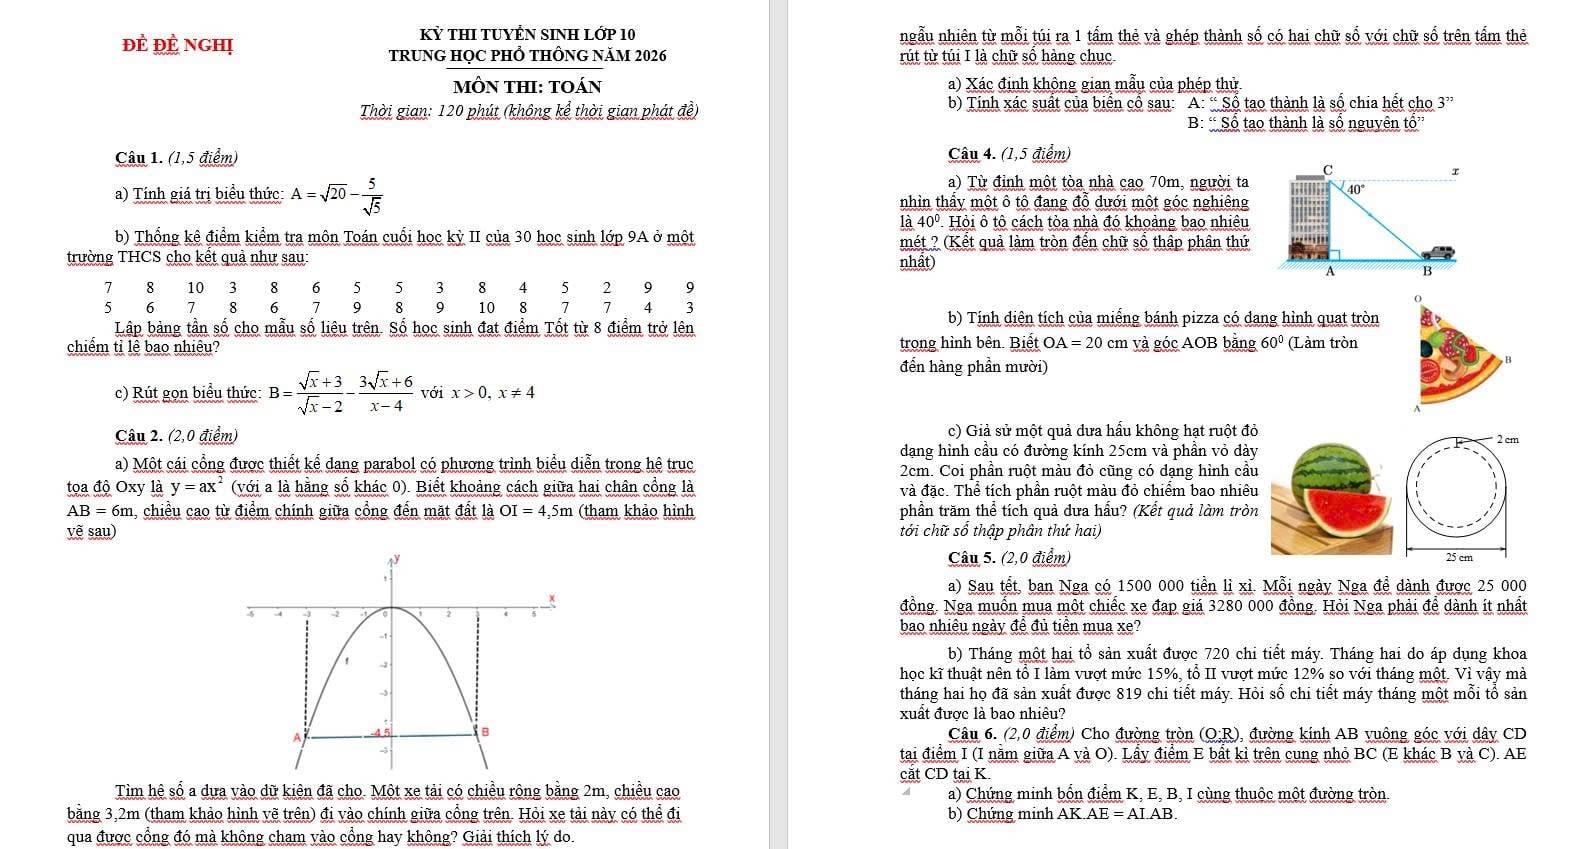 ĐỀ ĐỀ NGHỊ
KỲ THI TUYỂN SINH LỚP 10
TRUNG HỌC PHỔ THÔNG NĂM 2026
MÔN THI: TOÁN
Thời gian: 120 phút (không kể thời gian phát đề)
Câu 1. (1,5 điểm)
a) Tính giá trị biểu thức: A = √20 − 5/√5
b) Thống kê điểm kiểm tra môn Toán cuối học kỳ II của 30 học sinh lớp 9A ở một
trường THCS cho kết quả như sau:
7 8 10 3 8 6 5 5 3 8 4 5 2 9 9
5 6 7 8 6 7 9 8 9 10 8 7 7 4 3
Lập bảng tần số cho mẫu số liệu trên. Số học sinh đạt điểm Tốt từ 8 điểm trở lên
chiếm tỉ lệ bao nhiêu?
c) Rút gọn biểu thức: B = (√x + 3)/(√x − 2) − (3√x + 6)/(x − 4) với x > 0, x ≠ 4
Câu 2. (2,0 điểm)
a) Một cái cổng được thiết kế dạng parabol có phương trình biểu diễn trong hệ trục
tọa độ Oxy là y = ax² (với a là hằng số khác 0). Biết khoảng cách giữa hai chân cổng là
AB = 6m, chiều cao từ điểm chính giữa cổng đến mặt đất là OI = 4,5m (tham khảo hình
vẽ sau)
y
1
x
-5 -4 -3 -2 -1 0 1 2 3 4 5
-1
f
-2
-3
A -4,5 B
-5
Tìm hệ số a dựa vào dữ kiện đã cho. Một xe tải có chiều rộng bằng 2m, chiều cao
bằng 3,2m (tham khảo hình vẽ trên) đi vào chính giữa cổng trên. Hỏi xe tải này có thể đi
qua được cổng đó mà không chạm vào cổng hay không? Giải thích lý do.
ngẫu nhiên từ mỗi túi ra 1 tấm thẻ và ghép thành số có hai chữ số với chữ số trên tấm thẻ
rút từ túi I là chữ số hàng chục.
a) Xác định không gian mẫu của phép thử.
b) Tính xác suất của biến cố sau: A: “ Số tạo thành là số chia hết cho 3”
B: “ Số tạo thành là số nguyên tố”
Câu 4. (1,5 điểm)
a) Từ đỉnh một tòa nhà cao 70m, người ta
nhìn thấy một ô tô đang đỗ dưới một góc nghiêng
là 40⁰. Hỏi ô tô cách tòa nhà đó khoảng bao nhiêu
mét ? (Kết quả làm tròn đến chữ số thập phân thứ
nhất)
C x
40°
A B
b) Tính diện tích của miếng bánh pizza có dạng hình quạt tròn
trong hình bên. Biết OA = 20 cm và góc AOB bằng 60⁰ (Làm tròn
đến hàng phần mười)
O
B
A
c) Giả sử một quả dưa hấu không hạt ruột đỏ
dạng hình cầu có đường kính 25cm và phần vỏ dày
2cm. Coi phần ruột màu đỏ cũng có dạng hình cầu
và đặc. Thể tích phần ruột màu đỏ chiếm bao nhiêu
phần trăm thể tích quả dưa hấu? (Kết quả làm tròn
tới chữ số thập phân thứ hai)
2 cm
25 cm
Câu 5. (2,0 điểm)
a) Sau tết, bạn Nga có 1500 000 tiền lì xì. Mỗi ngày Nga để dành được 25 000
đồng. Nga muốn mua một chiếc xe đạp giá 3280 000 đồng. Hỏi Nga phải để dành ít nhất
bao nhiêu ngày để đủ tiền mua xe?
b) Tháng một hai tổ sản xuất được 720 chi tiết máy. Tháng hai do áp dụng khoa
học kĩ thuật nên tổ I làm vượt mức 15%, tổ II vượt mức 12% so với tháng một. Vì vậy mà
tháng hai họ đã sản xuất được 819 chi tiết máy. Hỏi số chi tiết máy tháng một mỗi tổ sản
xuất được là bao nhiêu?
Câu 6. (2,0 điểm) Cho đường tròn (O;R), đường kính AB vuông góc với dây CD
tại điểm I (I nằm giữa A và O). Lấy điểm E bất kì trên cung nhỏ BC (E khác B và C). AE
cắt CD tại K.
a) Chứng minh bốn điểm K, E, B, I cùng thuộc một đường tròn.
b) Chứng minh AK.AE = AI.AB.